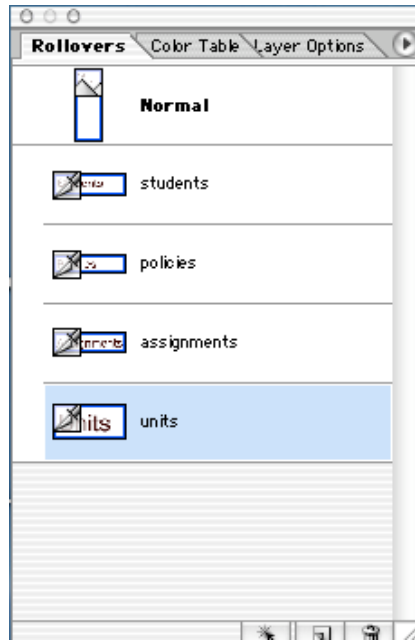 Rollovers Color Table Layer Options
Normal
students
policies
assignments
units